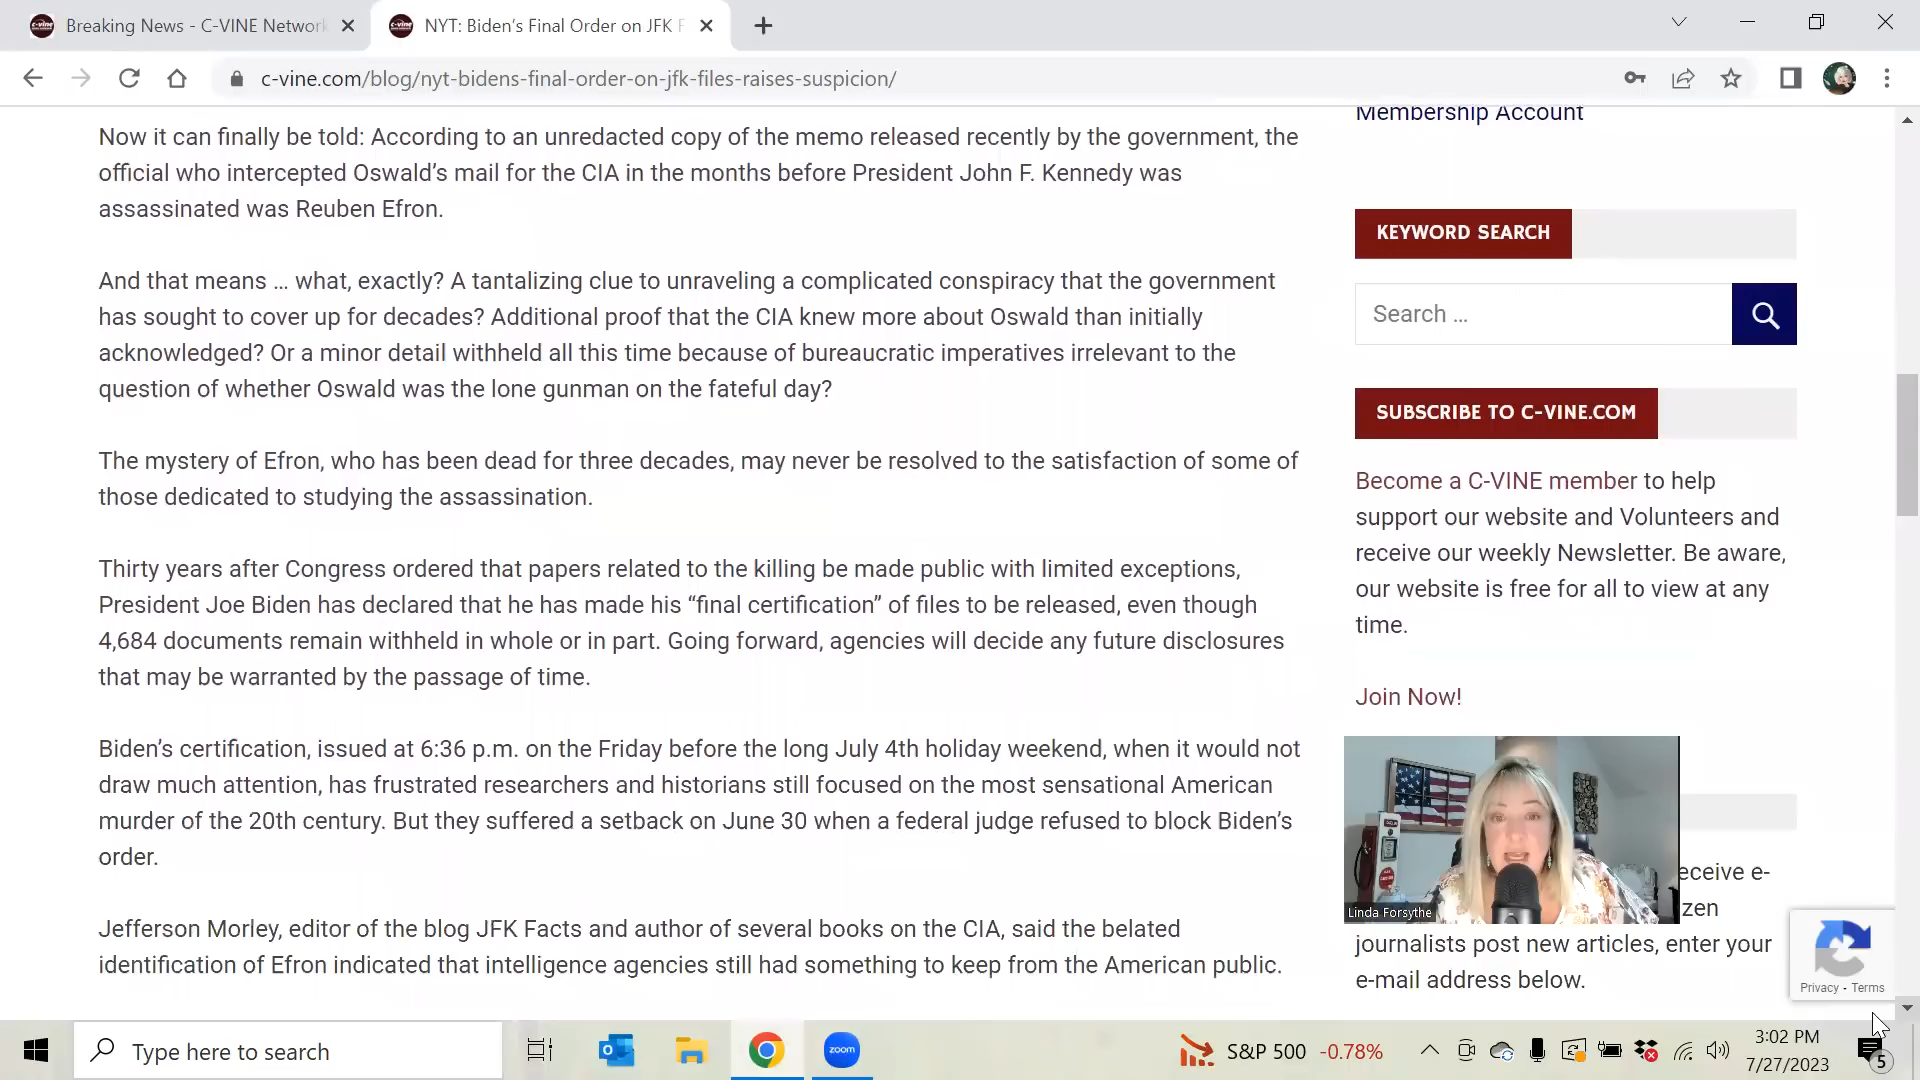 Breaking News - C-VINE Network
NYT: Biden's Final Order on JFK F
c-vine.com/blog/nyt-bidens-final-order-on-jfk-files-raises-suspicion/
Now it can finally be told: According to an unredacted copy of the memo released recently by the government, the
official who intercepted Oswald's mail for the CIA in the months before President John F. Kennedy was
assassinated was Reuben Efron.
And that means … what, exactly? A tantalizing clue to unraveling a complicated conspiracy that the government
has sought to cover up for decades? Additional proof that the CIA knew more about Oswald than initially
acknowledged? Or a minor detail withheld all this time because of bureaucratic imperatives irrelevant to the
question of whether Oswald was the lone gunman on the fateful day?
The mystery of Efron, who has been dead for three decades, may never be resolved to the satisfaction of some of
those dedicated to studying the assassination.
Thirty years after Congress ordered that papers related to the killing be made public with limited exceptions,
President Joe Biden has declared that he has made his “final certification” of files to be released, even though
4,684 documents remain withheld in whole or in part. Going forward, agencies will decide any future disclosures
that may be warranted by the passage of time.
Biden's certification, issued at 6:36 p.m. on the Friday before the long July 4th holiday weekend, when it would not
draw much attention, has frustrated researchers and historians still focused on the most sensational American
murder of the 20th century. But they suffered a setback on June 30 when a federal judge refused to block Biden's
order.
Jefferson Morley, editor of the blog JFK Facts and author of several books on the CIA, said the belated
identification of Efron indicated that intelligence agencies still had something to keep from the American public.
Membership Account
KEYWORD SEARCH
Search …
SUBSCRIBE TO C-VINE.COM
Become a C-VINE member to help
support our website and Volunteers and
receive our weekly Newsletter. Be aware,
our website is free for all to view at any
time.
Join Now!
Linda Forsythe
eceive e-
zen
journalists post new articles, enter your
e-mail address below.
Privacy - Terms
Type here to search
zoom
S&P 500 -0.78%
3:02 PM
7/27/2023
5